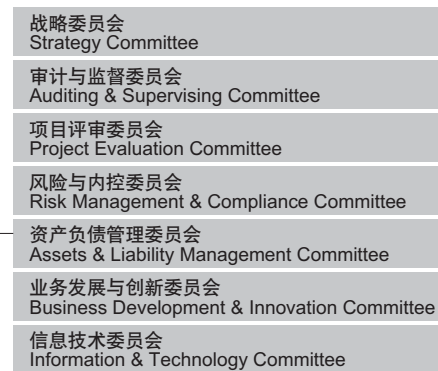 战略委员会
Strategy Committee
审计与监督委员会
Auditing & Supervising Committee
项目评审委员会
Project Evaluation Committee
风险与内控委员会
Risk Management & Compliance Committee
资产负债管理委员会
Assets & Liability Management Committee
业务发展与创新委员会
Business Development & Innovation Committee
信息技术委员会
Information & Technology Committee